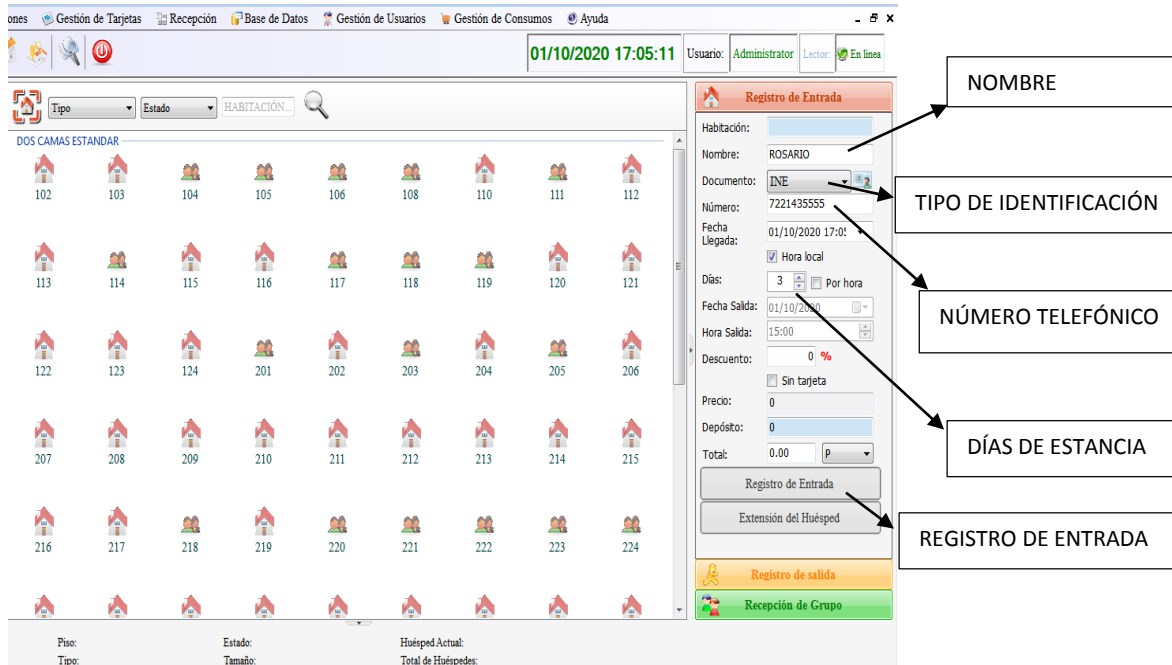 ones Gestión de Tarjetas Recepción Base de Datos Gestión de Usuarios Gestión de Consumos Ayuda
01/10/2020 17:05:11 Usuario: Administrator Lector: En linea
Tipo Estado HABITACIÓN...
DOS CAMAS ESTANDAR
102 103 104 105 106 108 110 111 112
113 114 115 116 117 118 119 120 121
122 123 124 201 202 203 204 205 206
207 208 209 210 211 212 213 214 215
216 217 218 219 220 221 222 223 224
Piso: Estado: Huésped Actual:
Tipo: Tamaño: Total de Huéspedes:
Registro de Entrada
Habitación:
Nombre: ROSARIO
Documento: INE
Número: 7221435555
Fecha Llegada: 01/10/2020 17:05
Hora local
Días: 3 Por hora
Fecha Salida: 01/10/2020
Hora Salida: 15:00
Descuento: 0 %
Sin tarjeta
Precio: 0
Depósito: 0
Total: 0.00 P
Registro de Entrada
Extensión del Huésped
Registro de salida
Recepción de Grupo
NOMBRE
TIPO DE IDENTIFICACIÓN
NÚMERO TELEFÓNICO
DÍAS DE ESTANCIA
REGISTRO DE ENTRADA